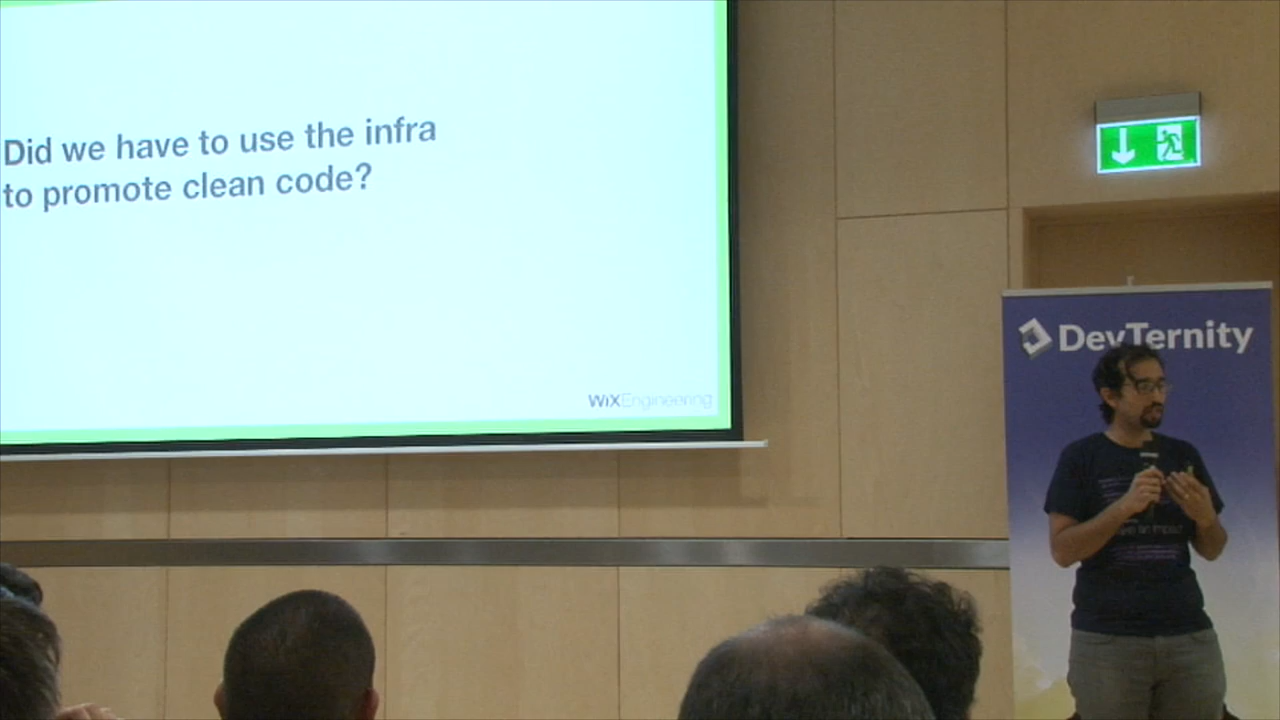 Did we have to use the infra
to promote clean code?
WiXEngineering
DevTernity